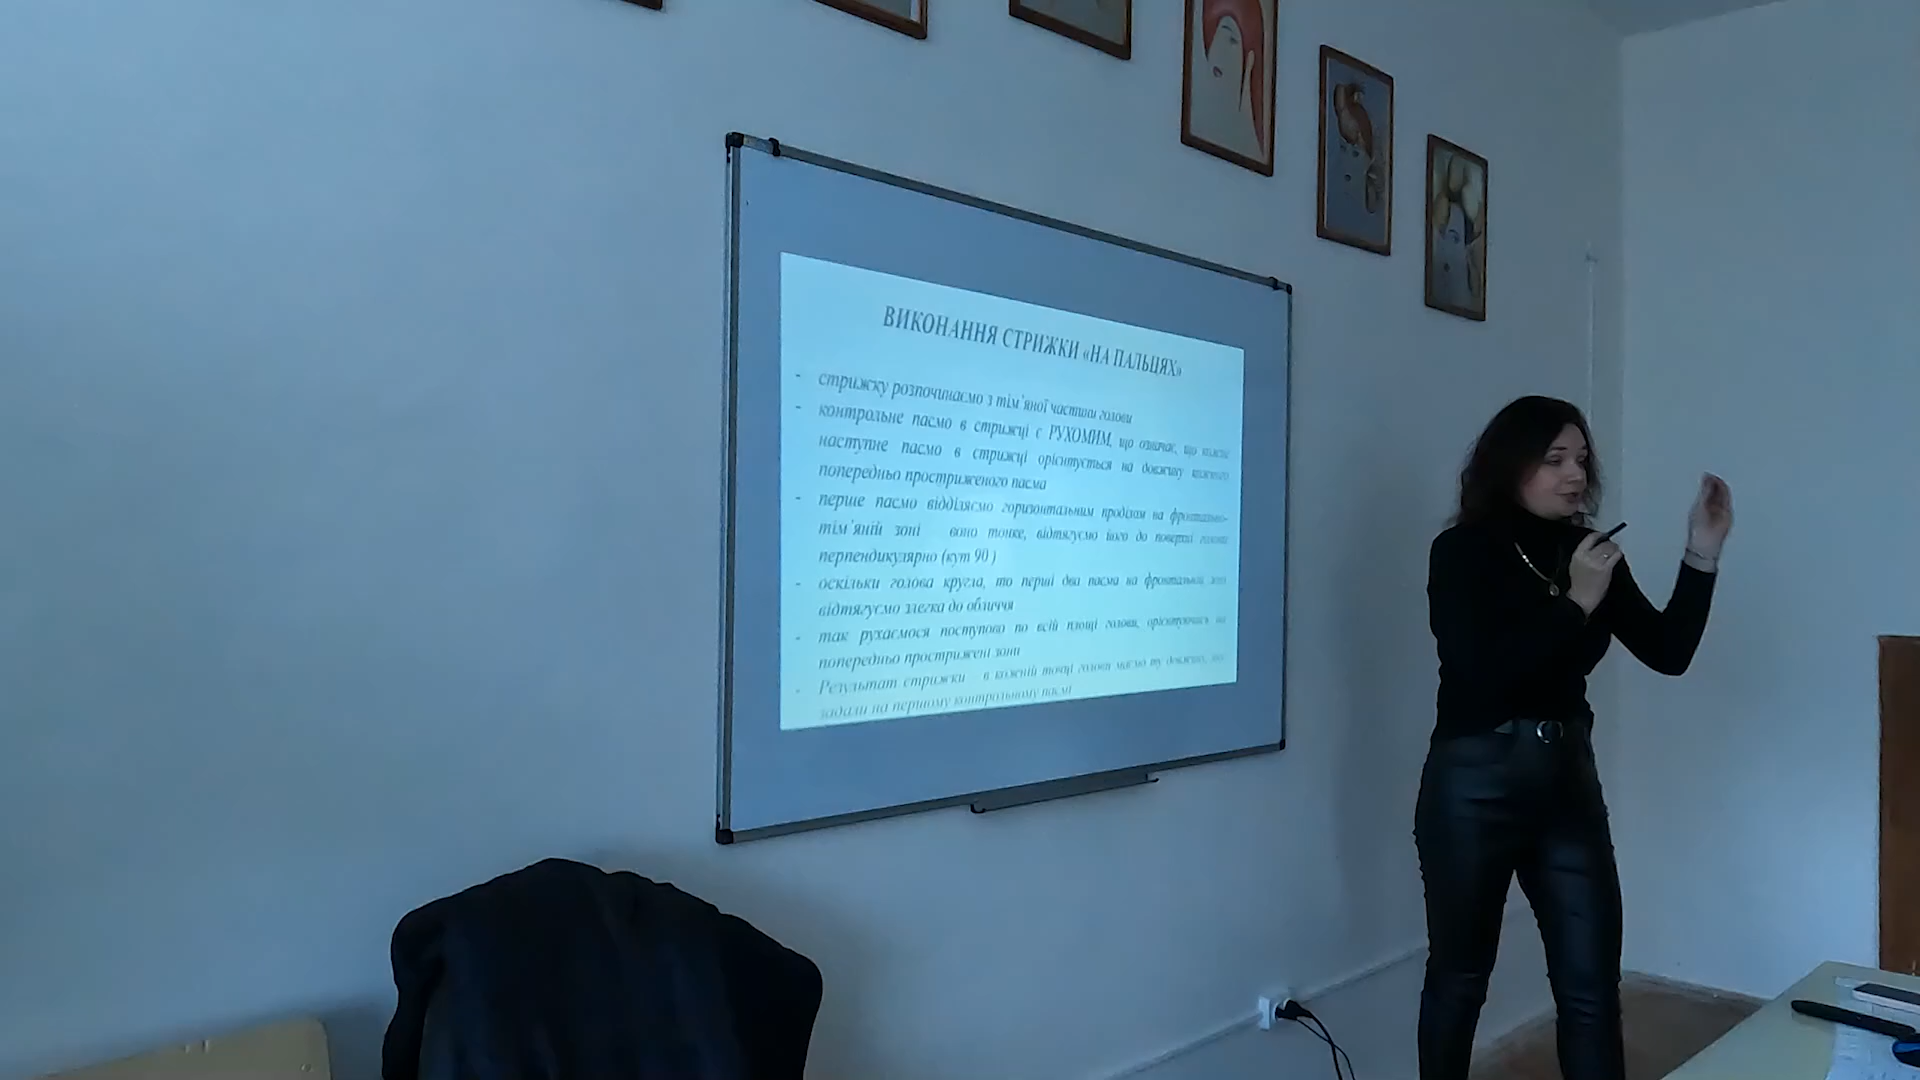 ВИКОНАННЯ СТРИЖКИ «НА ПАЛЬЦЯХ»
- стрижку розпочинаємо з тім’яної частини голови
- контрольне пасмо в стрижці є РУХОМИМ, що означає, що кожне
наступне пасмо в стрижці орієнтується на довжину кожного
попередньо простриженого пасма
- перше пасмо відділяємо горизонтальним проділом на фронтально-
тім’яній зоні воно тонке, відтягуємо його до поверхні голови
перпендикулярно (кут 90 )
- оскільки голова кругла, то перші два пасма на фронтальній зоні
відтягуємо злегка до обличчя
- так рухаємося поступово по всій площі голови, орієнтуючись на
попередньо прострижені зони
- Результат стрижки в кожній точці голови маємо ту довжину,
задали на першому контрольному пасмі